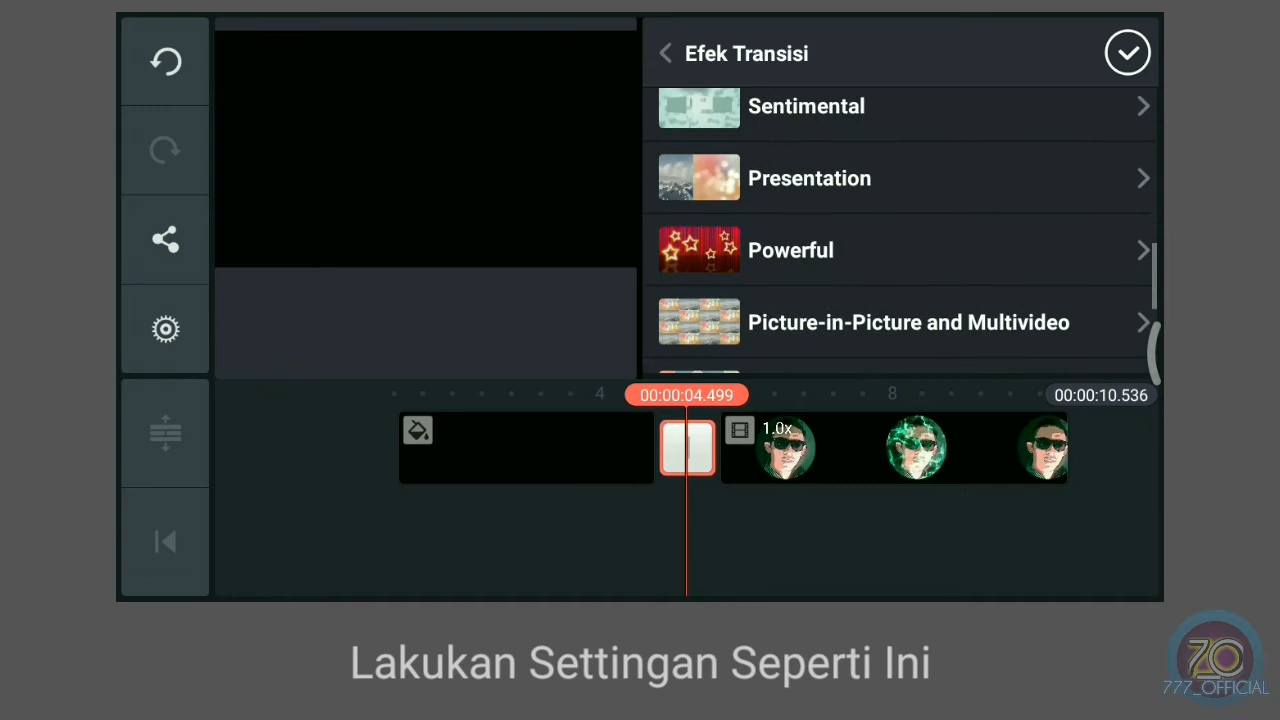 Efek Transisi
Sentimental
Presentation
Powerful
Picture-in-Picture and Multivideo
4
00:00:04.499
8
00:00:10.536
1.0x
Lakukan Settingan Seperti Ini
ZO
777_OFFICIAL